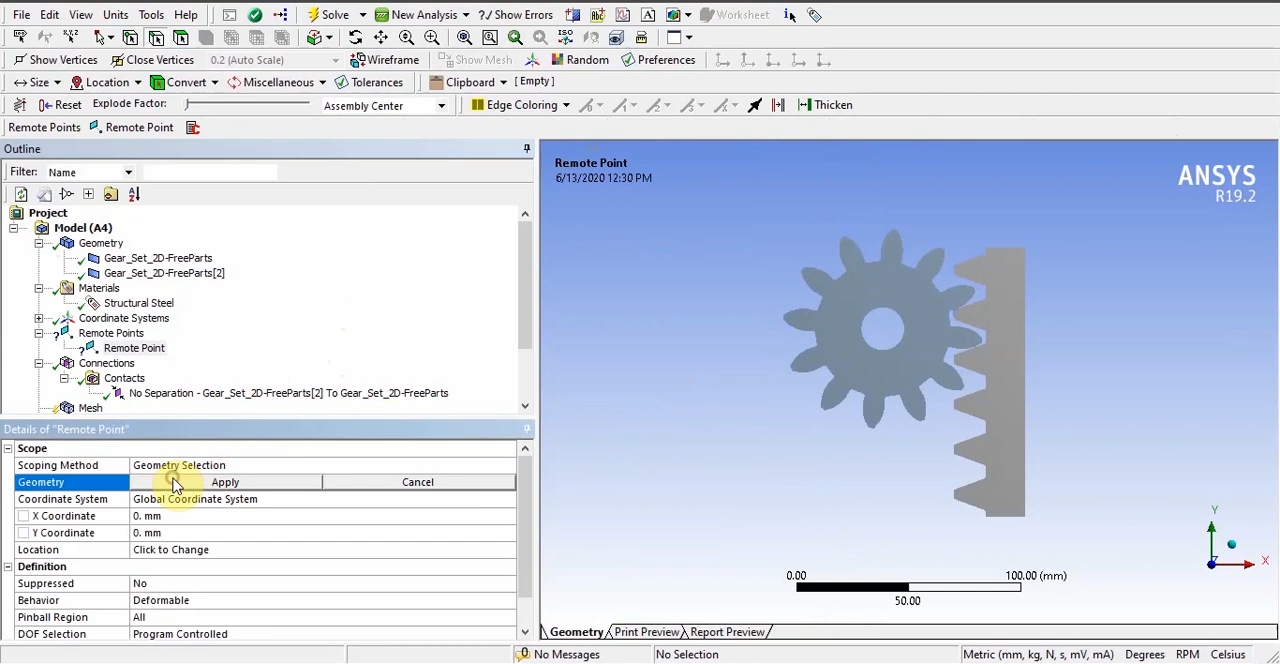 File Edit View Units Tools Help Solve New Analysis ?/ Show Errors Worksheet
Show Vertices Close Vertices 0.2 (Auto Scale) Wireframe Show Mesh Random Preferences
Size Location Convert Miscellaneous Tolerances Clipboard [ Empty ]
Reset Explode Factor: Assembly Center Edge Coloring Thicken
Remote Points Remote Point
Outline
Filter: Name
Project
Model (A4)
Geometry
Gear_Set_2D-FreeParts
Gear_Set_2D-FreeParts[2]
Materials
Structural Steel
Coordinate Systems
Remote Points
Remote Point
Connections
Contacts
No Separation - Gear_Set_2D-FreeParts[2] To Gear_Set_2D-FreeParts
Mesh
Details of "Remote Point"
Scope
Scoping Method Geometry Selection
Geometry Apply Cancel
Coordinate System Global Coordinate System
X Coordinate 0. mm
Y Coordinate 0. mm
Location Click to Change
Definition
Suppressed No
Behavior Deformable
Pinball Region All
DOF Selection Program Controlled
Remote Point
6/13/2020 12:30 PM
ANSYS
R19.2
Y
X
0.00 100.00 (mm)
50.00
Geometry Print Preview Report Preview
No Messages No Selection Metric (mm, kg, N, s, mV, mA) Degrees RPM Celsius